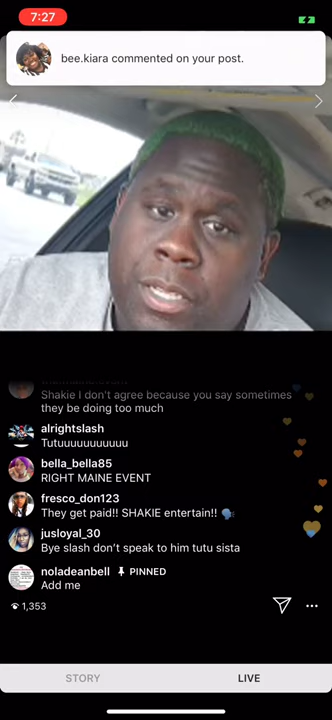 7:27
bee.kiara commented on your post.
Shakie I don't agree because you say sometimes
they be doing too much
alrightslash
Tutuuuuuuuuuuu
bella_bella85
RIGHT MAINE EVENT
fresco_don123
They get paid!! SHAKIE entertain!! 🗣
jusloyal_30
Bye slash don't speak to him tutu sista
noladeanbell PINNED
Add me
1,353
STORY LIVE